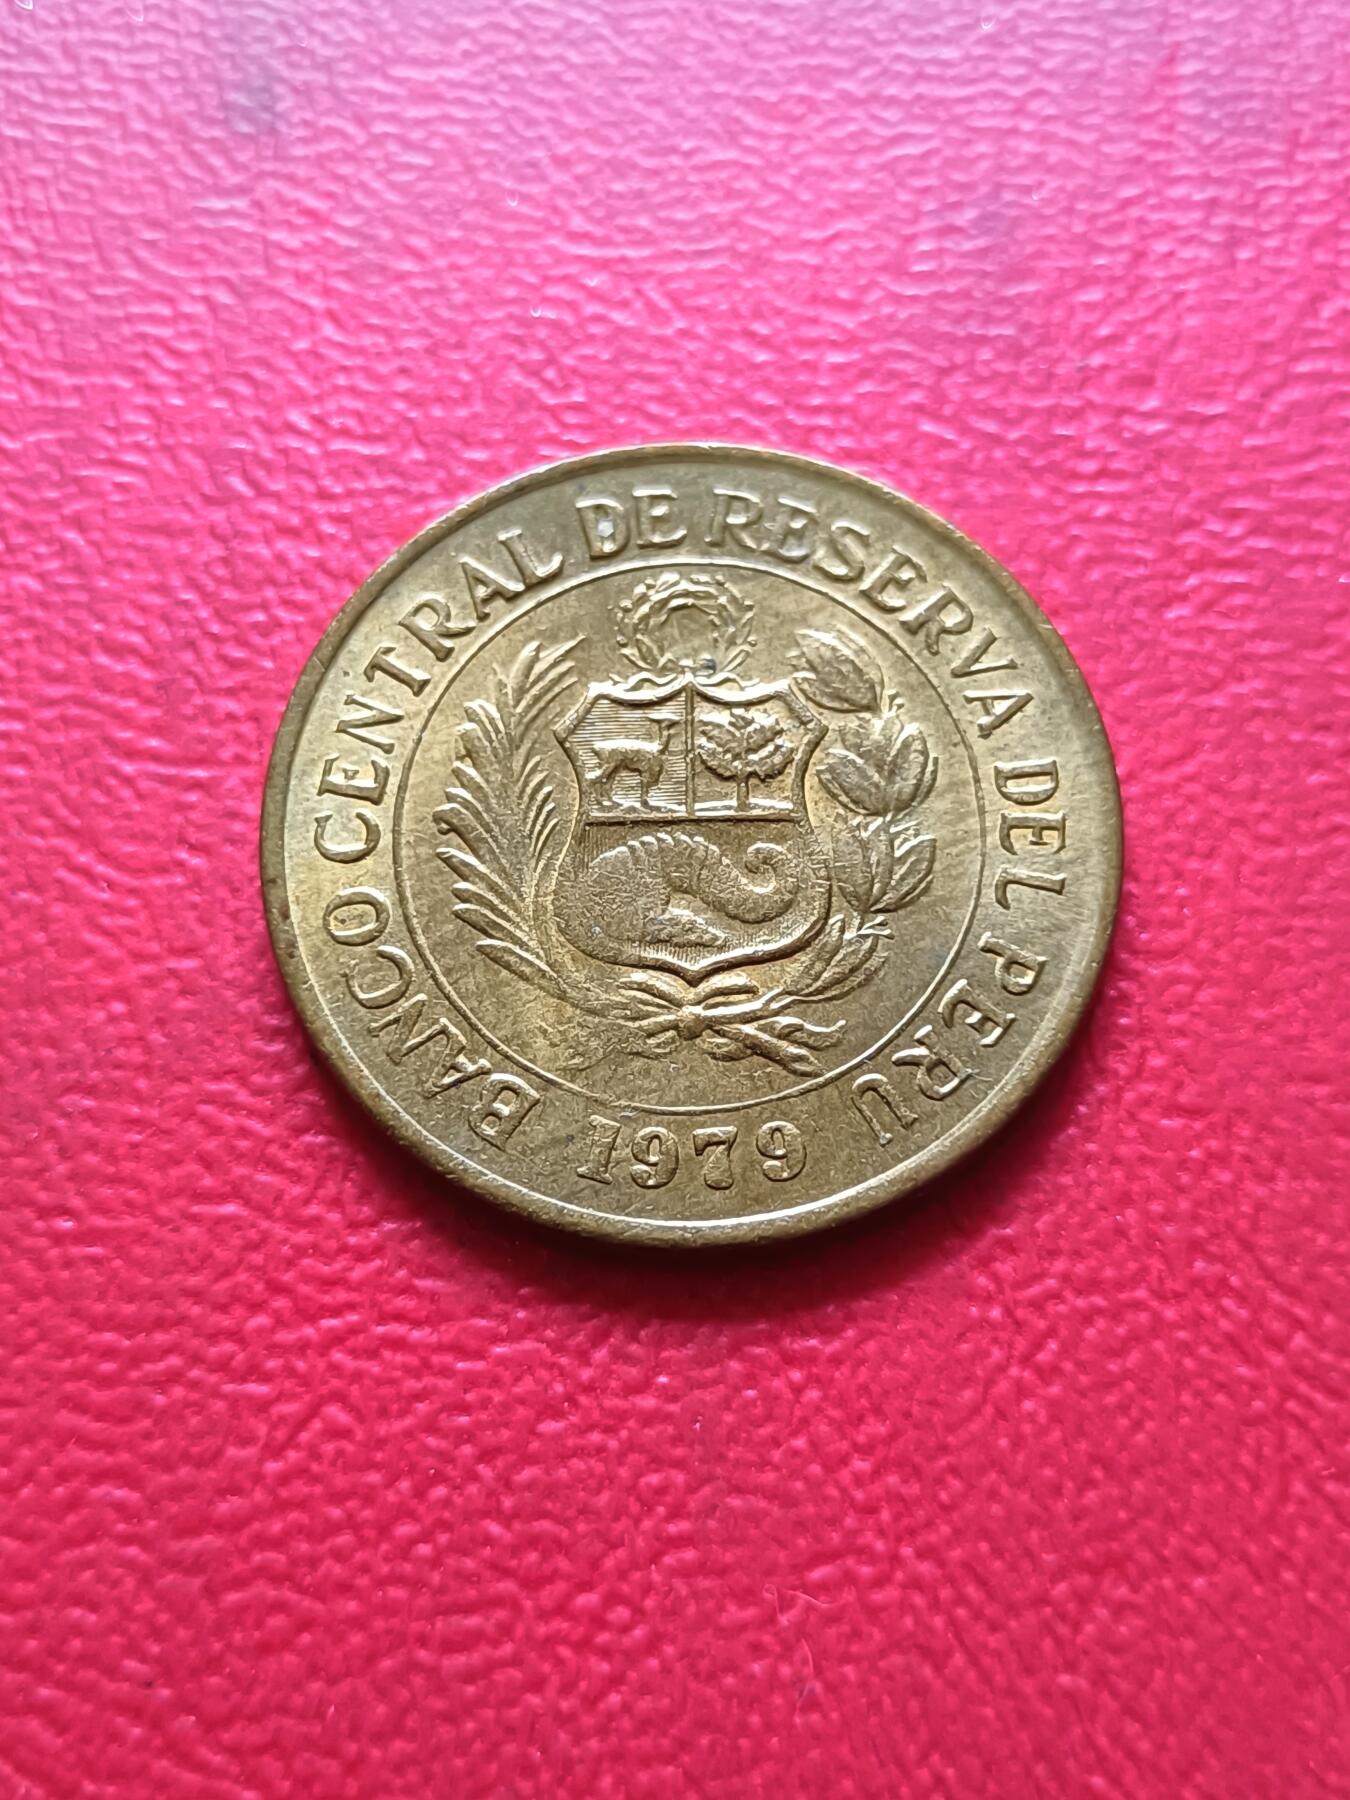 BANCO CENTRAL DE RESERVA DEL PERU
1979